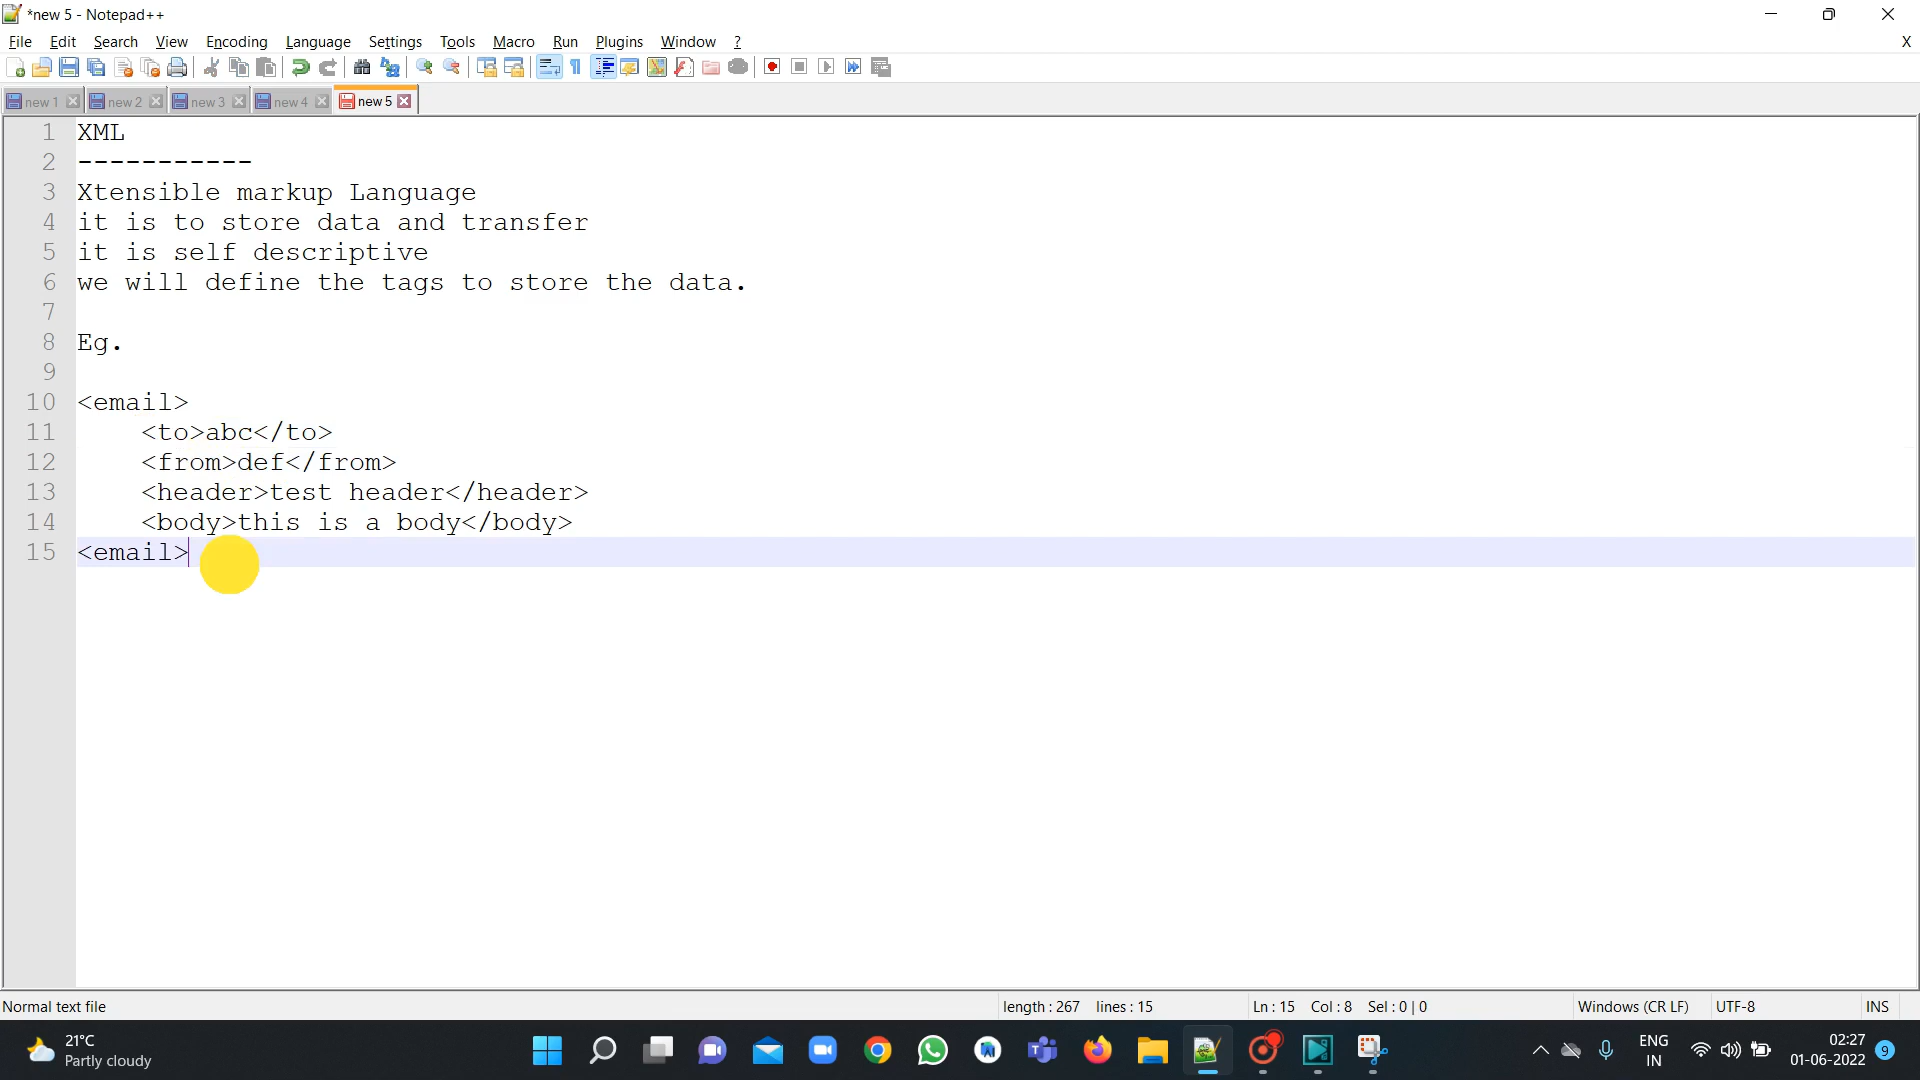 *new 5 - Notepad++
File Edit Search View Encoding Language Settings Tools Macro Run Plugins Window ? X
new 1 new 2 new 3 new 4 new 5
1 XML
2 -----------
3 Xtensible markup Language
4 it is to store data and transfer
5 it is self descriptive
6 we will define the tags to store the data.
7
8 Eg.
9
10 <email>
11 <to>abc</to>
12 <from>def</from>
13 <header>test header</header>
14 <body>this is a body</body>
15 <email>
Normal text file length : 267 lines : 15 Ln : 15 Col : 8 Sel : 0 | 0 Windows (CR LF) UTF-8 INS
21°C
Partly cloudy
ENG
IN
02:27
01-06-2022
9